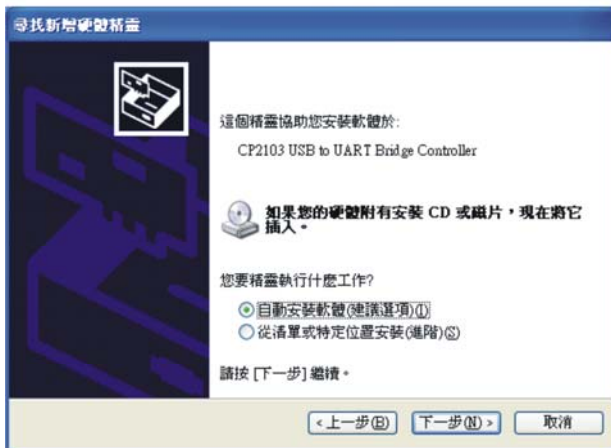 尋找新增硬體精靈
這個精靈協助您安裝軟體於:
CP2103 USB to UART Bridge Controller
如果您的硬體附有安裝 CD 或磁片,現在將它
插入。
您要精靈執行什麼工作?
自動安裝軟體(建議選項)(I)
從清單或特定位置安裝(進階)(S)
請按 [下一步] 繼續。
<上一步(B)
下一步(N)>
取消